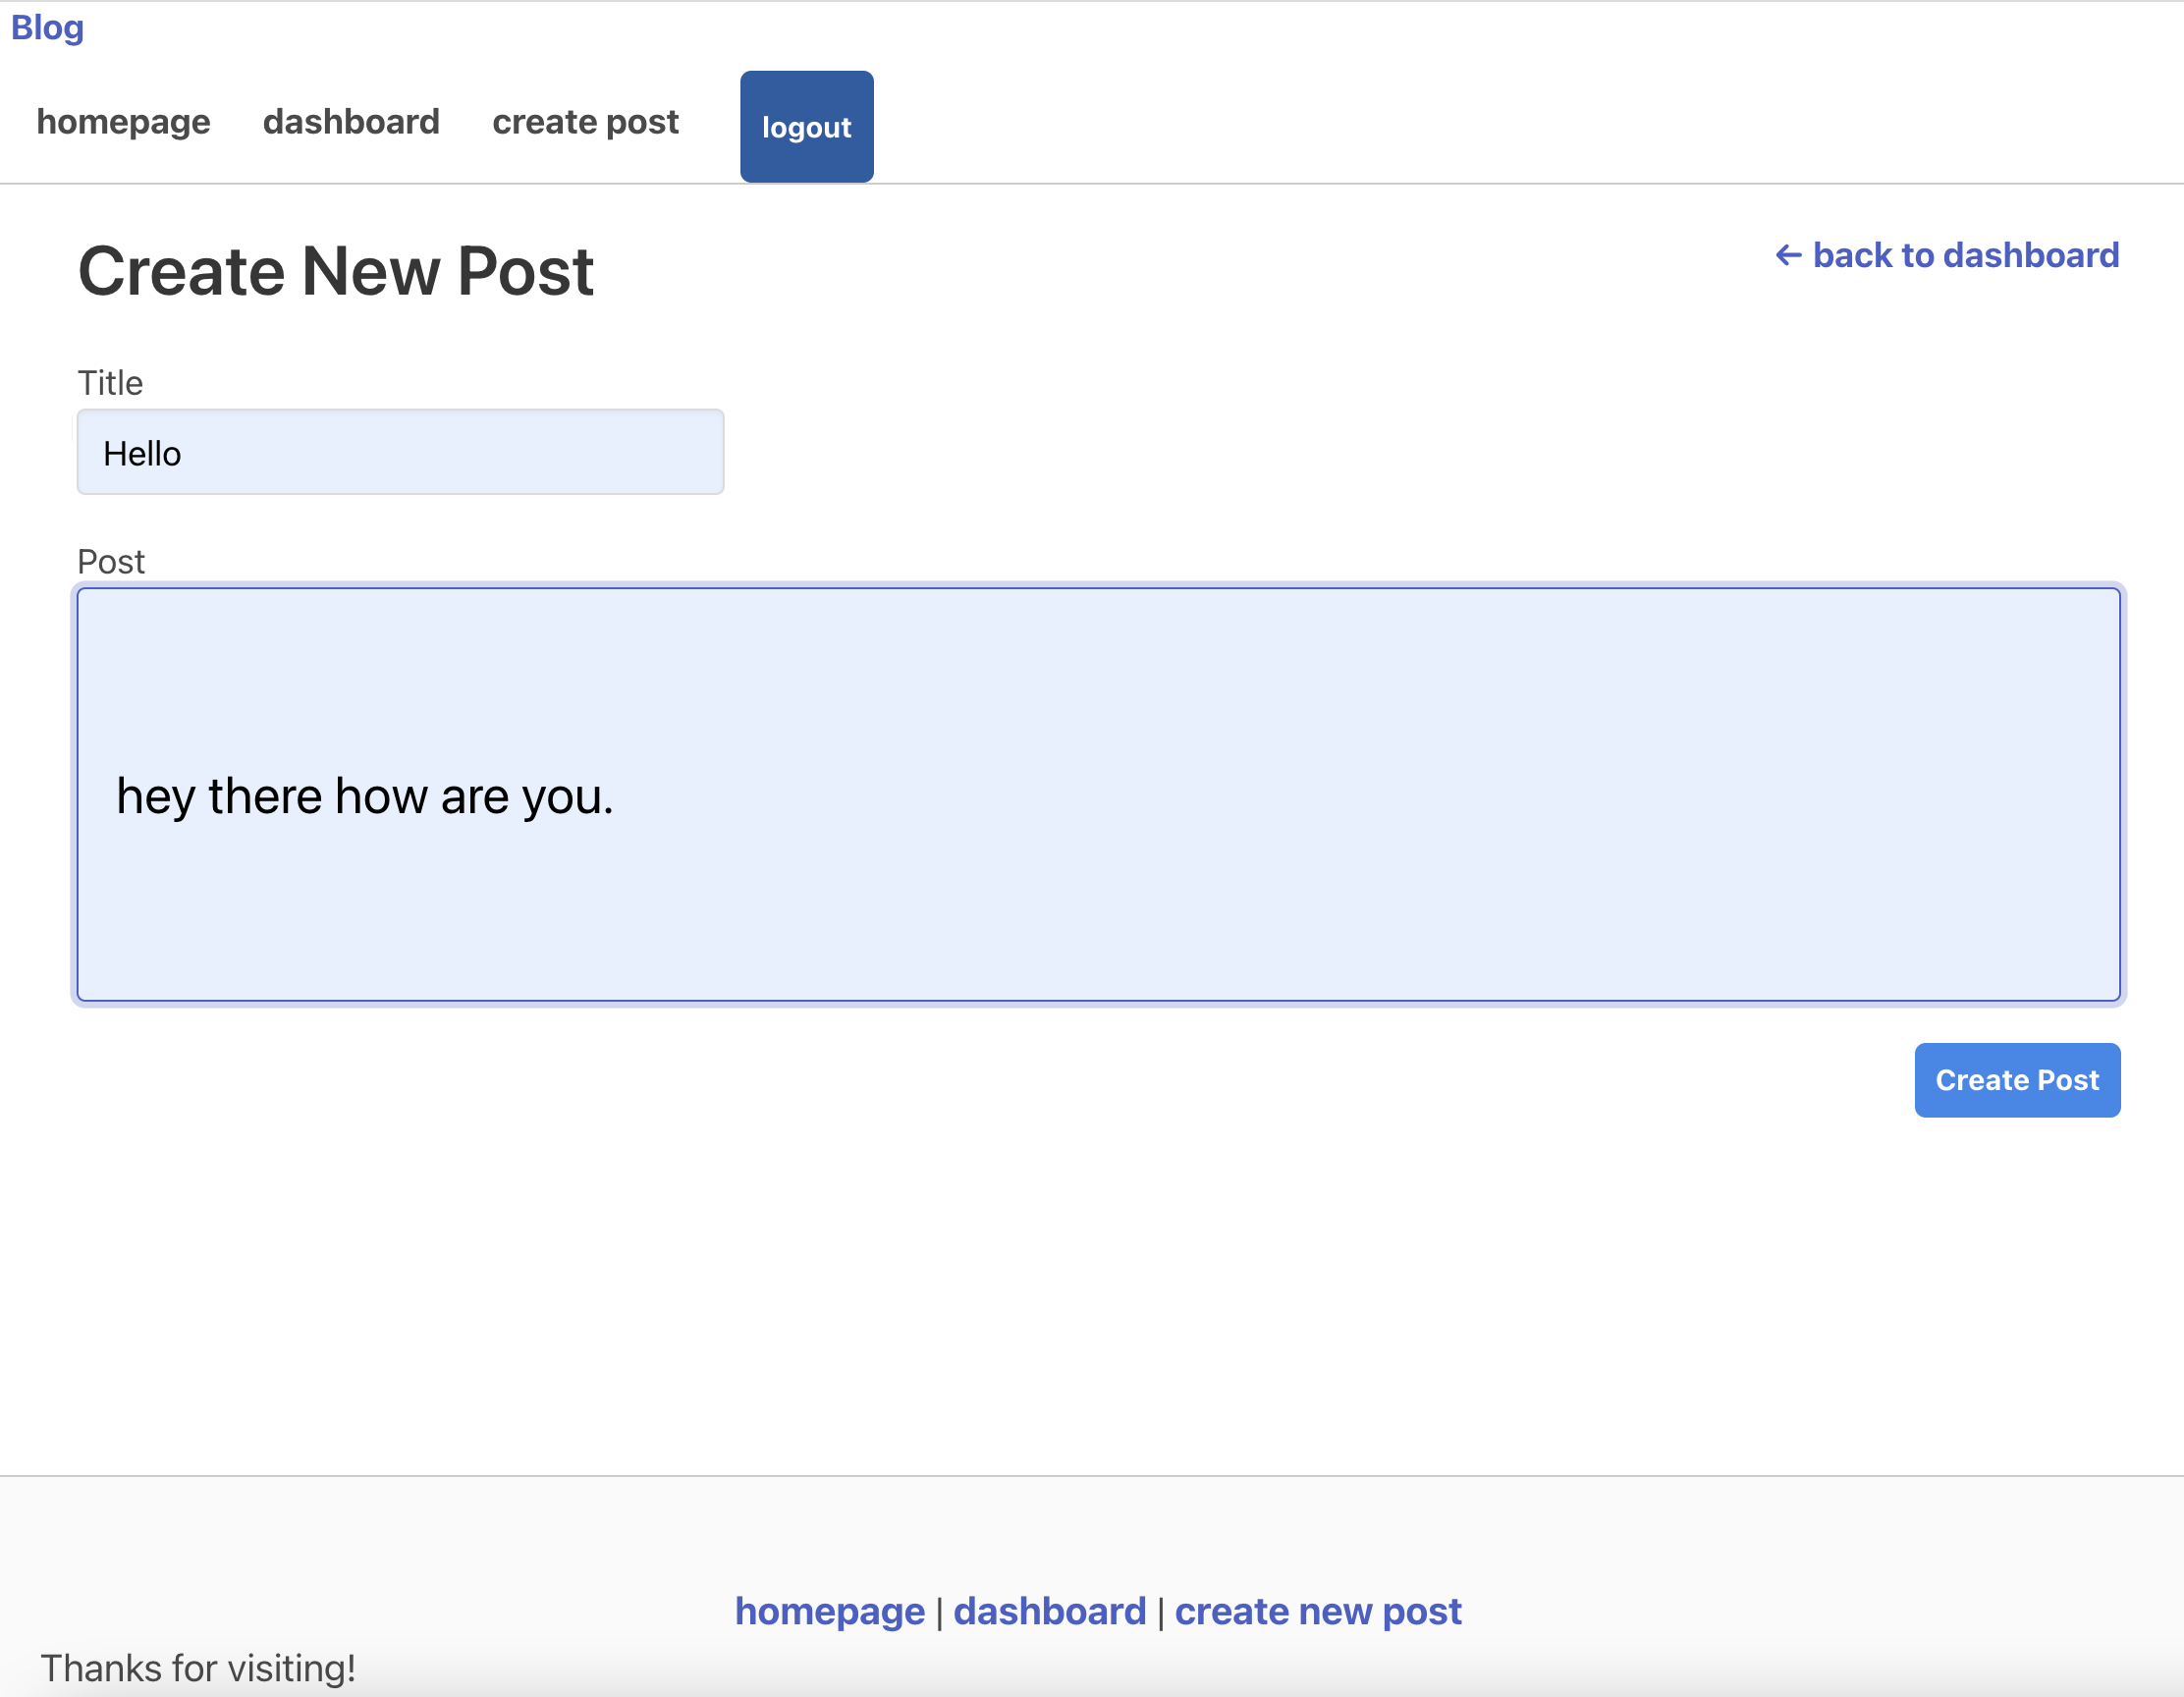 Blog
homepage dashboard create post logout
Create New Post
← back to dashboard
Title
Hello
Post
hey there how are you.
Create Post
homepage | dashboard | create new post
Thanks for visiting!